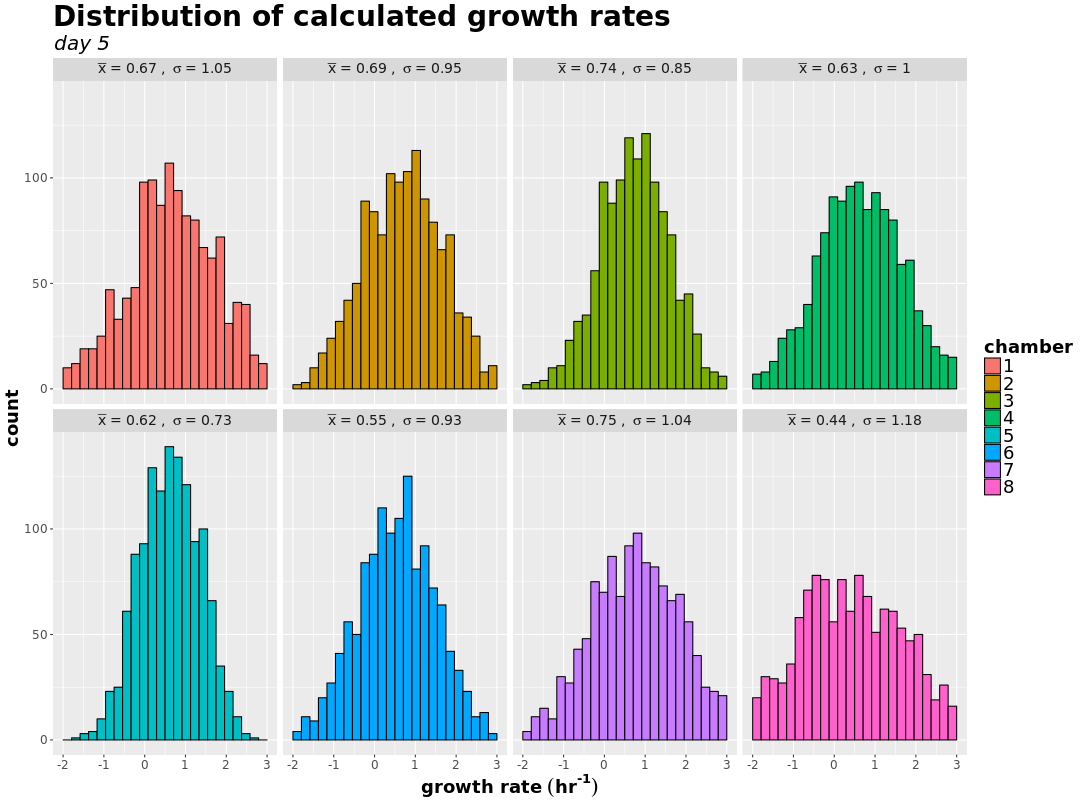 Distribution of calculated growth rates
day 5
x̅ = 0.67 , σ = 1.05
x̅ = 0.69 , σ = 0.95
x̅ = 0.74 , σ = 0.85
x̅ = 0.63 , σ = 1
100
50
0
x̅ = 0.62 , σ = 0.73
x̅ = 0.55 , σ = 0.93
x̅ = 0.75 , σ = 1.04
x̅ = 0.44 , σ = 1.18
100
50
0
-2 -1 0 1 2 3
-2 -1 0 1 2 3
-2 -1 0 1 2 3
-2 -1 0 1 2 3
growth rate (hr⁻¹)
count
chamber
1
2
3
4
5
6
7
8